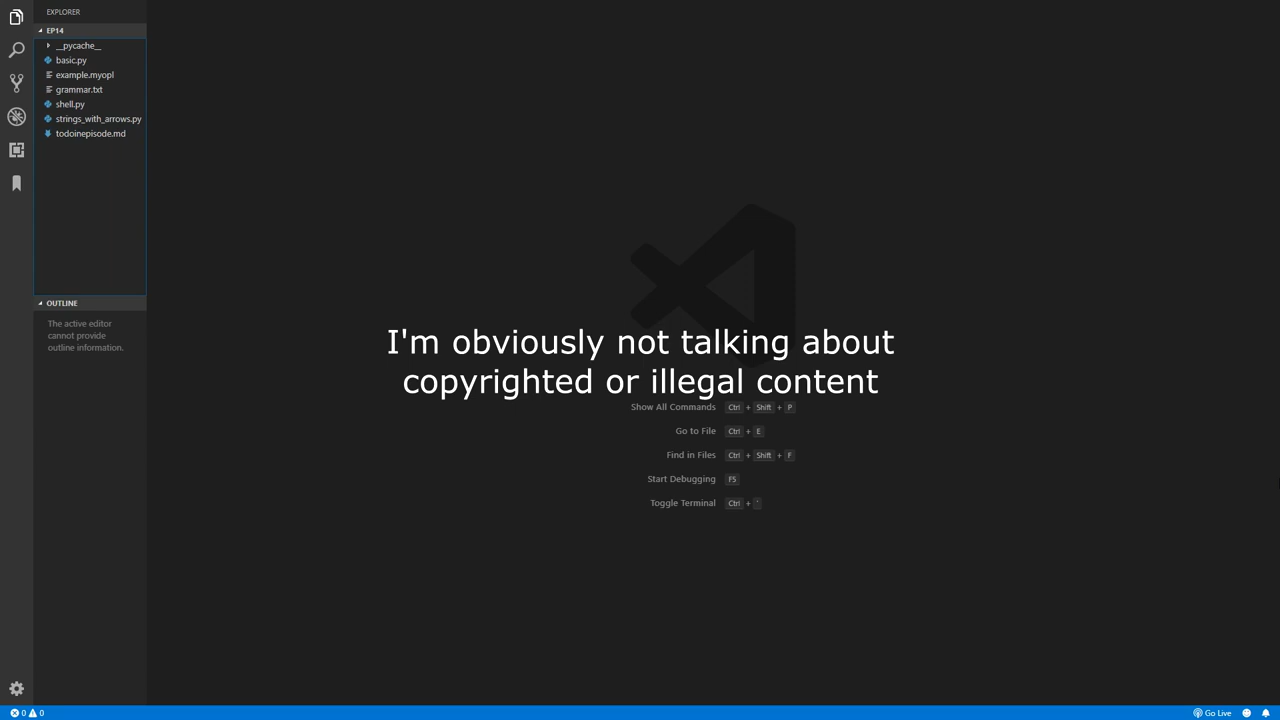 EXPLORER
EP14
__pycache__
basic.py
example.myopl
grammar.txt
shell.py
strings_with_arrows.py
todoinepisode.md
OUTLINE
The active editor
cannot provide
outline information.
I'm obviously not talking about
copyrighted or illegal content
Show All Commands Ctrl + Shift + P
Go to File Ctrl + E
Find in Files Ctrl + Shift + F
Start Debugging F5
Toggle Terminal Ctrl + '
0 0 Go Live